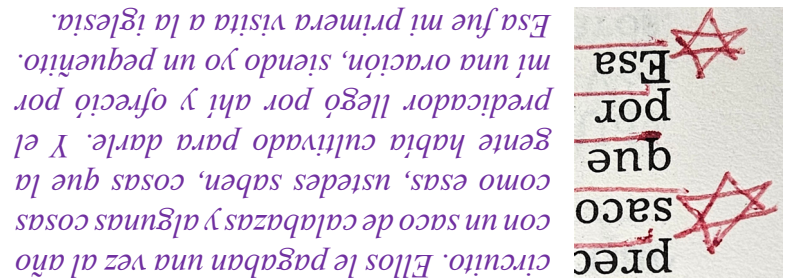 saco
que
por
Esa
circuito. Ellos le pagaban una vez al año
con un saco de calabazas y algunas cosas
como esas, ustedes saben, cosas que la
gente había cultivado para darle. Y el
predicador llegó por ahí y ofreció por
mí una oración, siendo yo un pequeñito.
Esa fue mi primera visita a la iglesia.